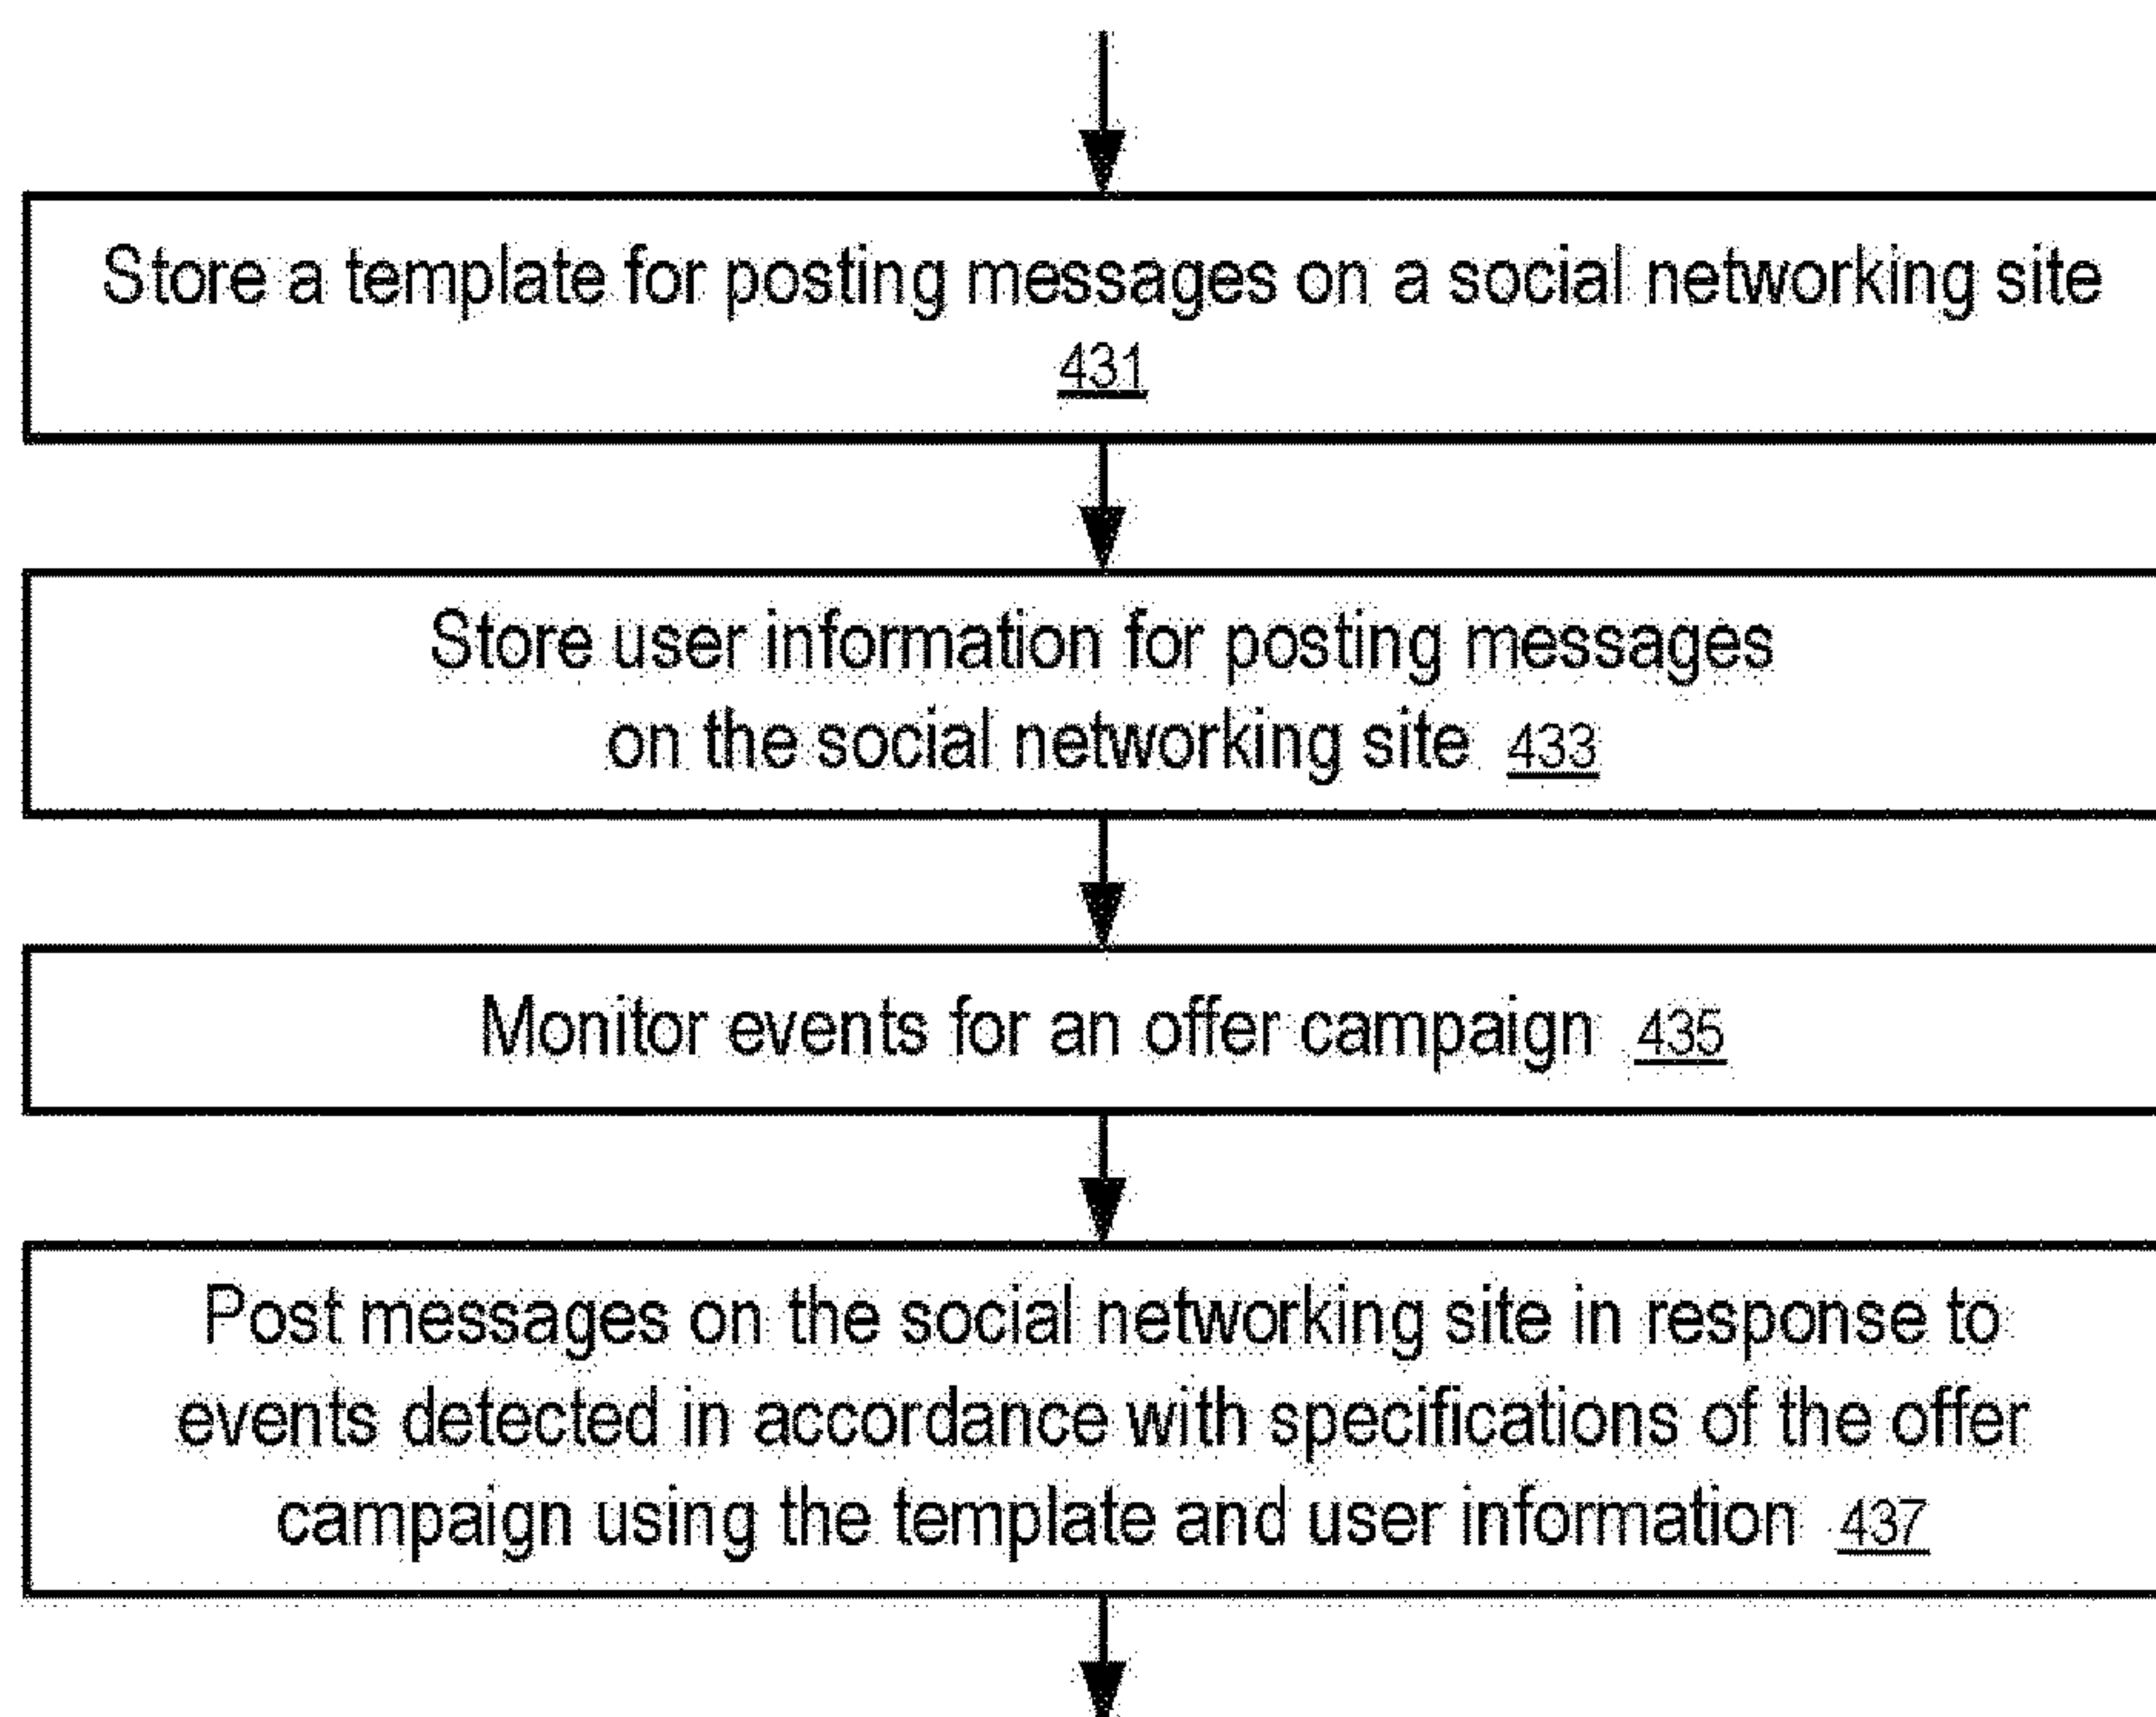 Store a template for posting messages on a social networking site
431
Store user information for posting messages
on the social networking site 433
Monitor events for an offer campaign 435
Post messages on the social networking site in response to
events detected in accordance with specifications of the offer
campaign using the template and user information 437